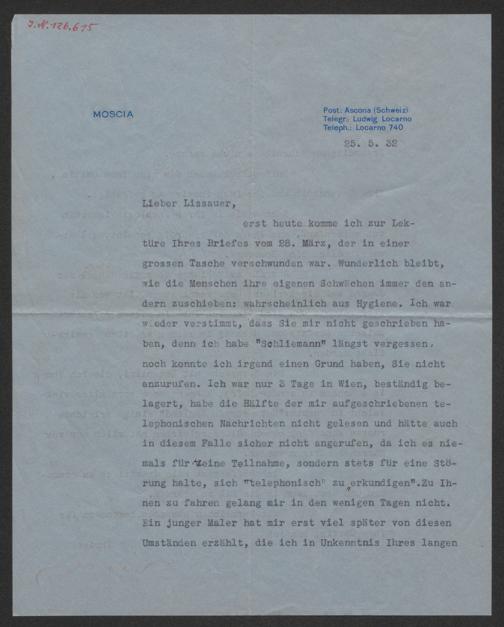 J.N. 126.615
MOSCIA
Post: Ascona (Schweiz)
Telegr.: Ludwig Locarno
Teleph.: Locarno 740
25. 5. 32
Lieber Lissauer,
erst heute komme ich zur Lek-
türe Ihres Briefes vom 28. März, der in einer
grossen Tasche verschwunden war. Wunderlich bleibt,
wie die Menschen ihre eigenen Schwächen immer den an-
dern zuschieben: wahrscheinlich aus Hygiene. Ich war
weder verstimmt, dass Sie mir nicht geschrieben ha-
ben, denn ich habe "Schliemann" längst vergessen,
noch konnte ich irgend einen Grund haben, Sie nicht
anzurufen. Ich war nur 3 Tage in Wien, beständig be-
lagert, habe die Hälfte der mir aufgeschriebenen te-
lephonischen Nachrichten nicht gelesen und hätte auch
in diesem Falle sicher nicht angerufen, da ich es nie-
mals für eine Teilnahme, sondern stets für eine Stö-
rung halte, sich "telephonisch" zu erkundigen". Zu Ih-
nen zu fahren gelang mir in den wenigen Tagen nicht.
Ein junger Maler hat mir erst viel später von diesen
Umständen erzählt, die ich in Unkenntnis Ihres langen